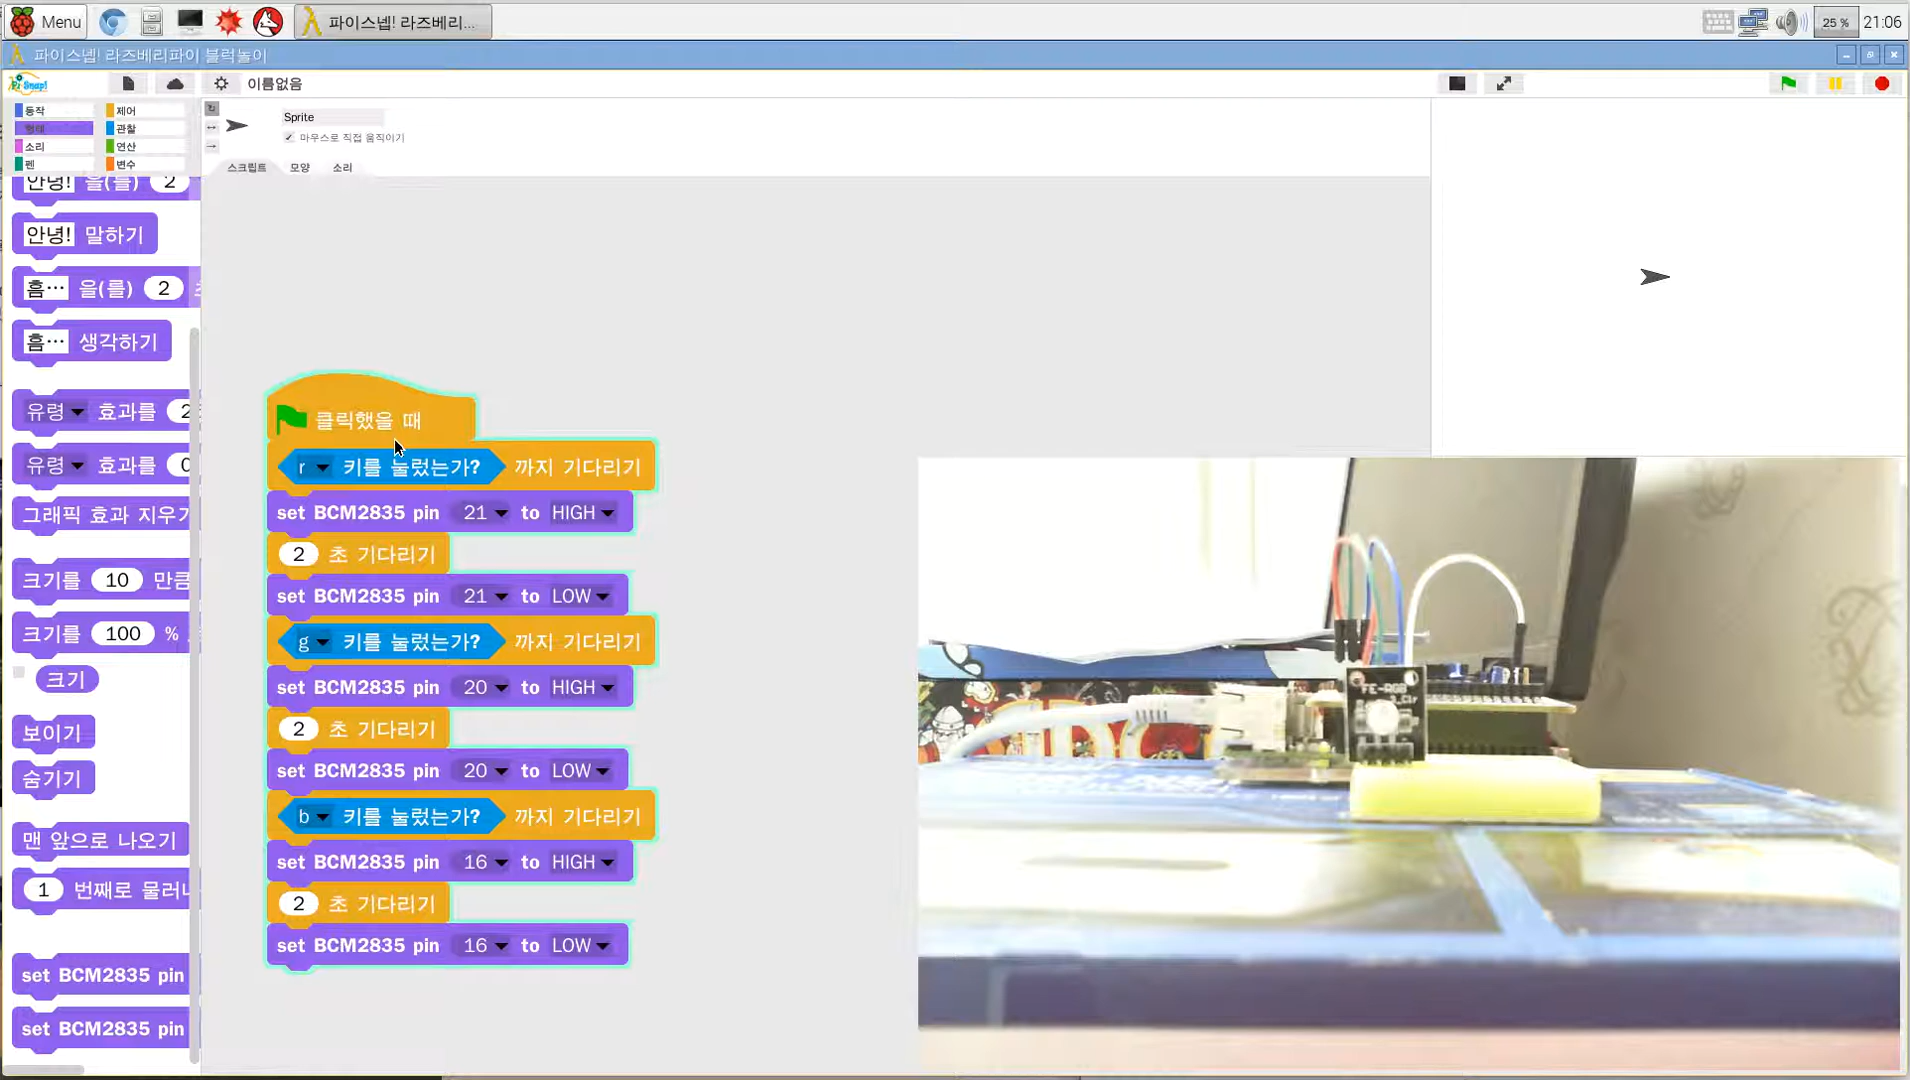 Menu
파이스넵! 라즈베리...
25 %
21:06
파이스넵! 라즈베리파이 블럭놀이
Snap!
이름없음
동작
제어
형태
관찰
소리
연산
펜
변수
Sprite
마우스로 직접 움직이기
스크립트
모양
소리
안녕! 을(를) 2
안녕! 말하기
흠… 을(를) 2
흠… 생각하기
유령 효과를
유령 효과를
그래픽 효과 지우기
크기를 10 만큼
크기를 100 %
크기
보이기
숨기기
맨 앞으로 나오기
1 번째로 물러나
set BCM2835 pin
set BCM2835 pin
클릭했을 때
r 키를 눌렀는가? 까지 기다리기
set BCM2835 pin 21 to HIGH
2 초 기다리기
set BCM2835 pin 21 to LOW
g 키를 눌렀는가? 까지 기다리기
set BCM2835 pin 20 to HIGH
2 초 기다리기
set BCM2835 pin 20 to LOW
b 키를 눌렀는가? 까지 기다리기
set BCM2835 pin 16 to HIGH
2 초 기다리기
set BCM2835 pin 16 to LOW